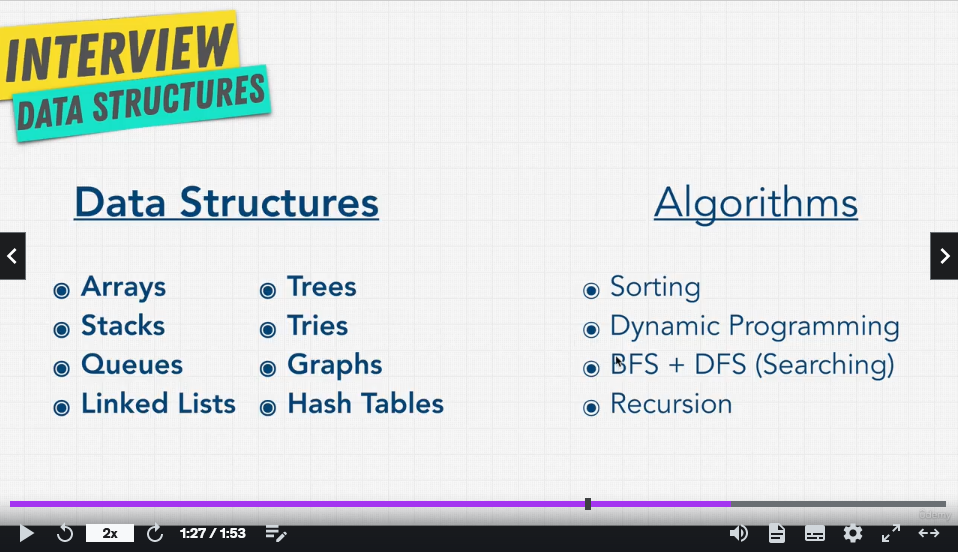 INTERVIEW
DATA STRUCTURES
Data Structures
Arrays
Stacks
Queues
Linked Lists
Trees
Tries
Graphs
Hash Tables
Algorithms
Sorting
Dynamic Programming
BFS + DFS (Searching)
Recursion
Udemy
2x
1:27 / 1:53